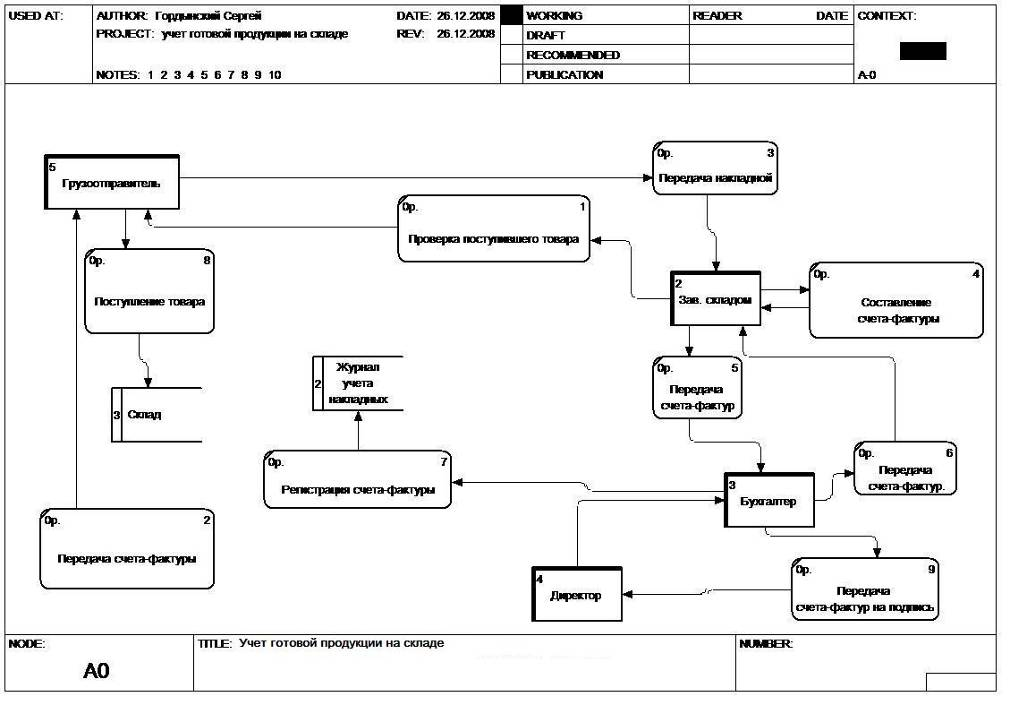 USED AT:
AUTHOR: Гордынский Сергей
DATE: 26.12.2008
WORKING
READER
DATE
CONTEXT:
PROJECT: учет готовой продукции на складе
REV: 26.12.2008
DRAFT
RECOMMENDED
NOTES: 1 2 3 4 5 6 7 8 9 10
PUBLICATION
A-0
5
Грузоотправитель
0р.
3
Передача накладной
0р.
1
Проверка поступившего товара
0р.
8
Поступление товара
2
Зав. складом
0р.
4
Составление
счета-фактуры
2
Журнал
учета
накладных
0р.
5
Передача
счета-фактур
3
Склад
0р.
7
Регистрация счета-фактуры
3
Бухгалтер
0р.
6
Передача
счета-фактур.
0р.
2
Передача счета-фактуры
4
Директор
0р.
9
Передача
счета-фактур на подпись
NODE:
TITLE: Учет готовой продукции на складе
NUMBER:
A0